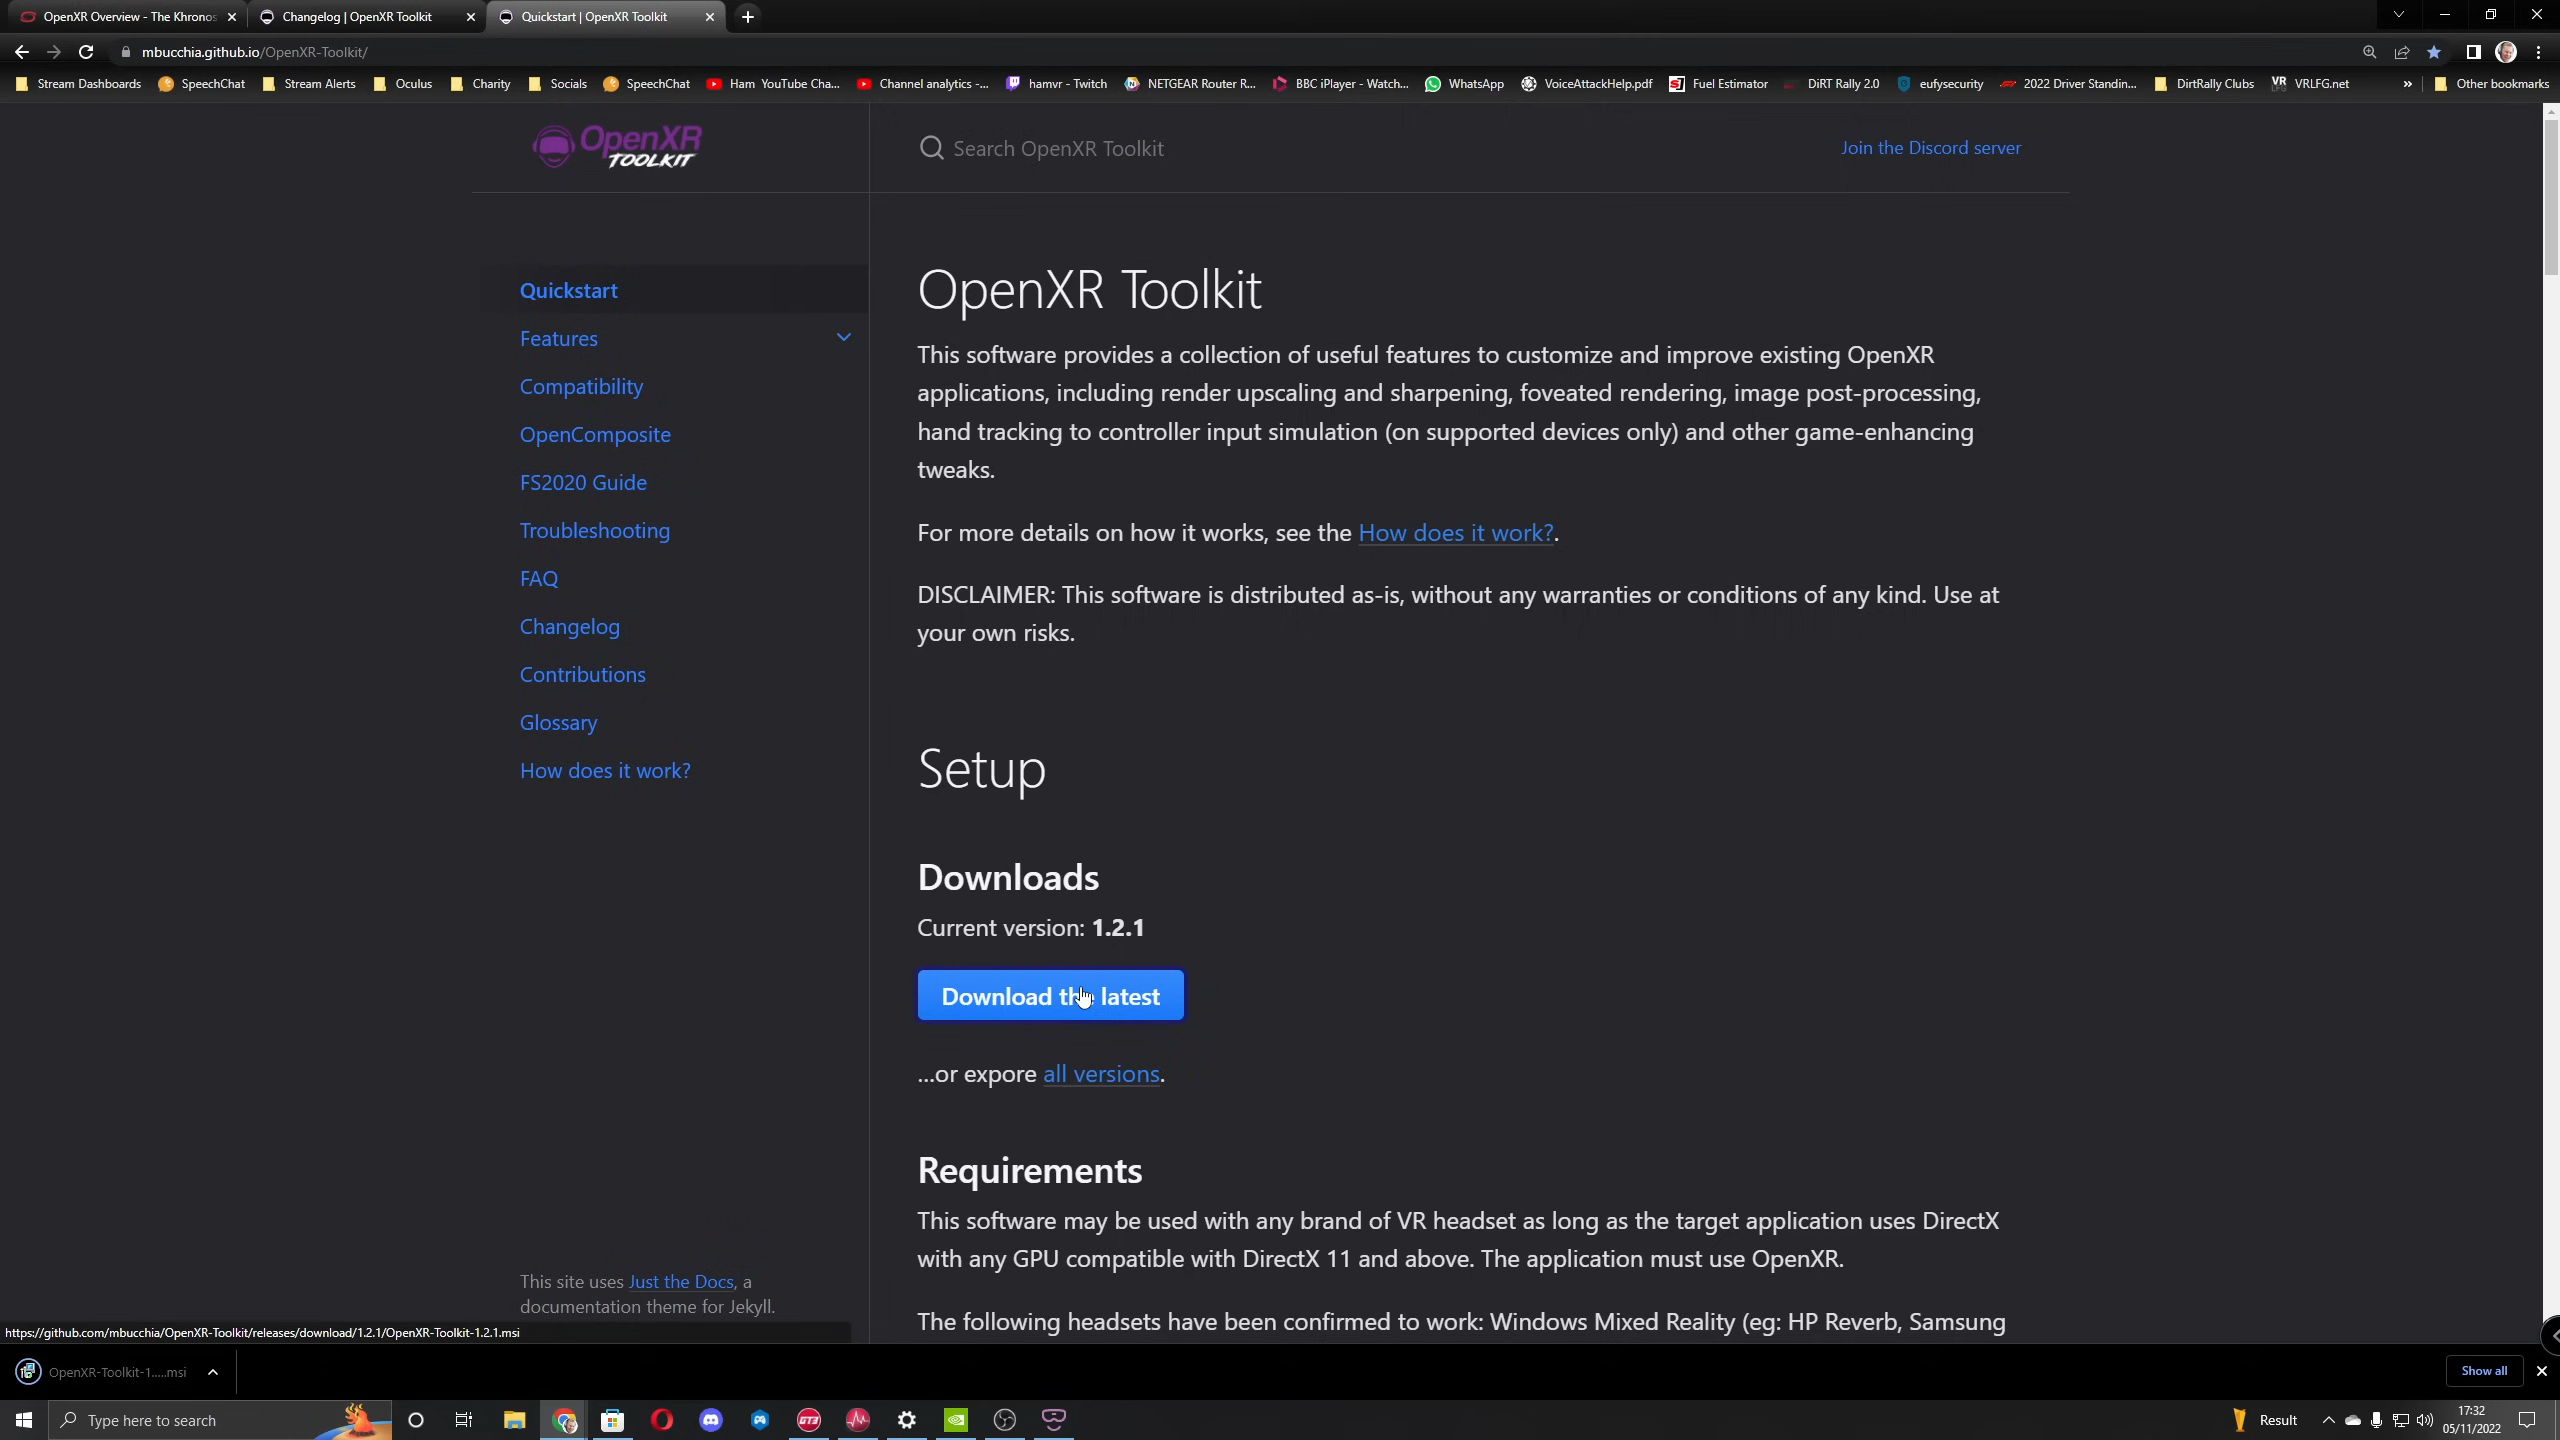 OpenXR Overview - The Khronos
Changelog | OpenXR Toolkit
Quickstart | OpenXR Toolkit
mbucchia.github.io/OpenXR-Toolkit/
Stream Dashboards
SpeechChat
Stream Alerts
Oculus
Charity
Socials
SpeechChat
Ham YouTube Cha...
Channel analytics -...
hamvr - Twitch
NETGEAR Router R...
BBC iPlayer - Watch...
WhatsApp
VoiceAttackHelp.pdf
Fuel Estimator
DiRT Rally 2.0
eufysecurity
2022 Driver Standin...
DirtRally Clubs
VRLFG.net
»
Other bookmarks
OpenXR
TOOLKIT
Search OpenXR Toolkit
Join the Discord server
Quickstart
Features
Compatibility
OpenComposite
FS2020 Guide
Troubleshooting
FAQ
Changelog
Contributions
Glossary
How does it work?
OpenXR Toolkit
This software provides a collection of useful features to customize and improve existing OpenXR
applications, including render upscaling and sharpening, foveated rendering, image post-processing,
hand tracking to controller input simulation (on supported devices only) and other game-enhancing
tweaks.
For more details on how it works, see the How does it work?.
DISCLAIMER: This software is distributed as-is, without any warranties or conditions of any kind. Use at
your own risks.
Setup
Downloads
Current version: 1.2.1
Download the latest
...or expore all versions.
Requirements
This software may be used with any brand of VR headset as long as the target application uses DirectX
with any GPU compatible with DirectX 11 and above. The application must use OpenXR.
The following headsets have been confirmed to work: Windows Mixed Reality (eg: HP Reverb, Samsung
This site uses Just the Docs, a
documentation theme for Jekyll.
https://github.com/mbucchia/OpenXR-Toolkit/releases/download/1.2.1/OpenXR-Toolkit-1.2.1.msi
OpenXR-Toolkit-1.....msi
Show all
Type here to search
GT3
Result
17:32
05/11/2022